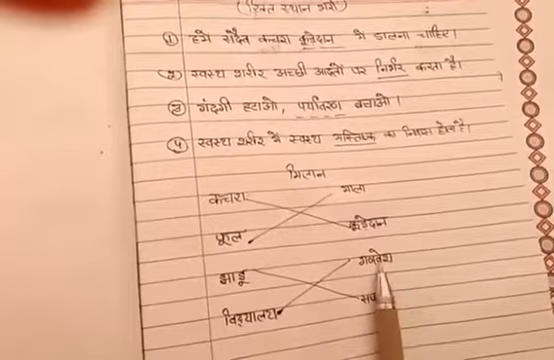 (रिक्त स्थान भरो)
① हमे सदैव कचरा कूड़ेदान मे डालना चाहिए।
② स्वस्थ शरीर अच्छी आदतों पर निर्भर करता है।
③ गंदगी हटाओ, पर्यावरण बचाओ।
④ स्वस्थ शरीर मे स्वस्थ मस्तिष्क का निवास होता है।
मिलान
कचरा माला
फूल कूड़ेदान
झाड़ू गणवेश
विद्यालय